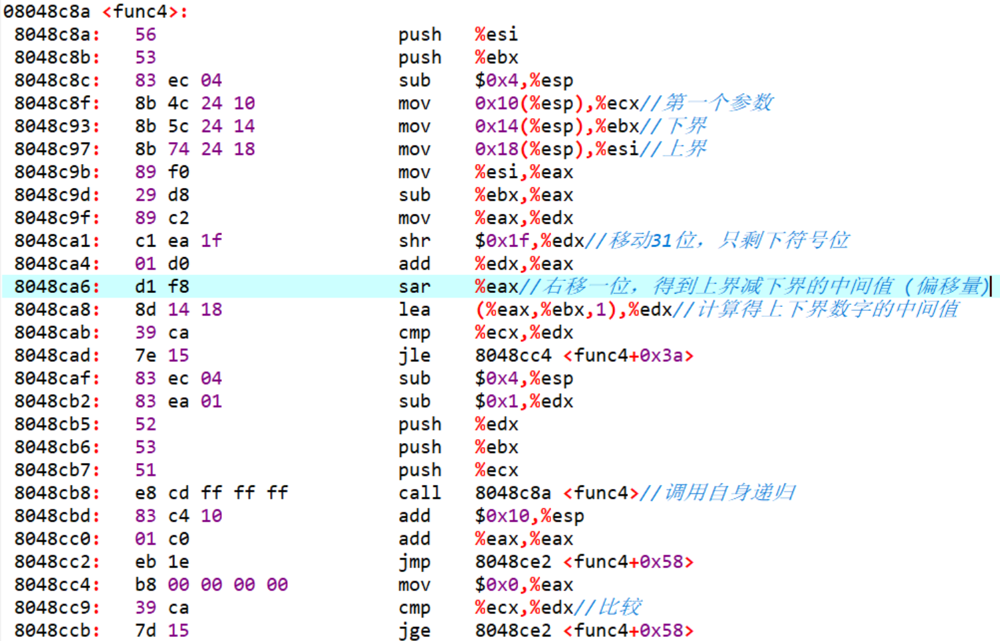 08048c8a <func4>:
8048c8a: 56 push %esi
8048c8b: 53 push %ebx
8048c8c: 83 ec 04 sub $0x4,%esp
8048c8f: 8b 4c 24 10 mov 0x10(%esp),%ecx//第一个参数
8048c93: 8b 5c 24 14 mov 0x14(%esp),%ebx//下界
8048c97: 8b 74 24 18 mov 0x18(%esp),%esi//上界
8048c9b: 89 f0 mov %esi,%eax
8048c9d: 29 d8 sub %ebx,%eax
8048c9f: 89 c2 mov %eax,%edx
8048ca1: c1 ea 1f shr $0x1f,%edx//移动31位，只剩下符号位
8048ca4: 01 d0 add %edx,%eax
8048ca6: d1 f8 sar %eax//右移一位，得到上界减下界的中间值（偏移量）
8048ca8: 8d 14 18 lea (%eax,%ebx,1),%edx//计算得上下界数字的中间值
8048cab: 39 ca cmp %ecx,%edx
8048cad: 7e 15 jle 8048cc4 <func4+0x3a>
8048caf: 83 ec 04 sub $0x4,%esp
8048cb2: 83 ea 01 sub $0x1,%edx
8048cb5: 52 push %edx
8048cb6: 53 push %ebx
8048cb7: 51 push %ecx
8048cb8: e8 cd ff ff ff call 8048c8a <func4>//调用自身递归
8048cbd: 83 c4 10 add $0x10,%esp
8048cc0: 01 c0 add %eax,%eax
8048cc2: eb 1e jmp 8048ce2 <func4+0x58>
8048cc4: b8 00 00 00 00 mov $0x0,%eax
8048cc9: 39 ca cmp %ecx,%edx//比较
8048ccb: 7d 15 jge 8048ce2 <func4+0x58>